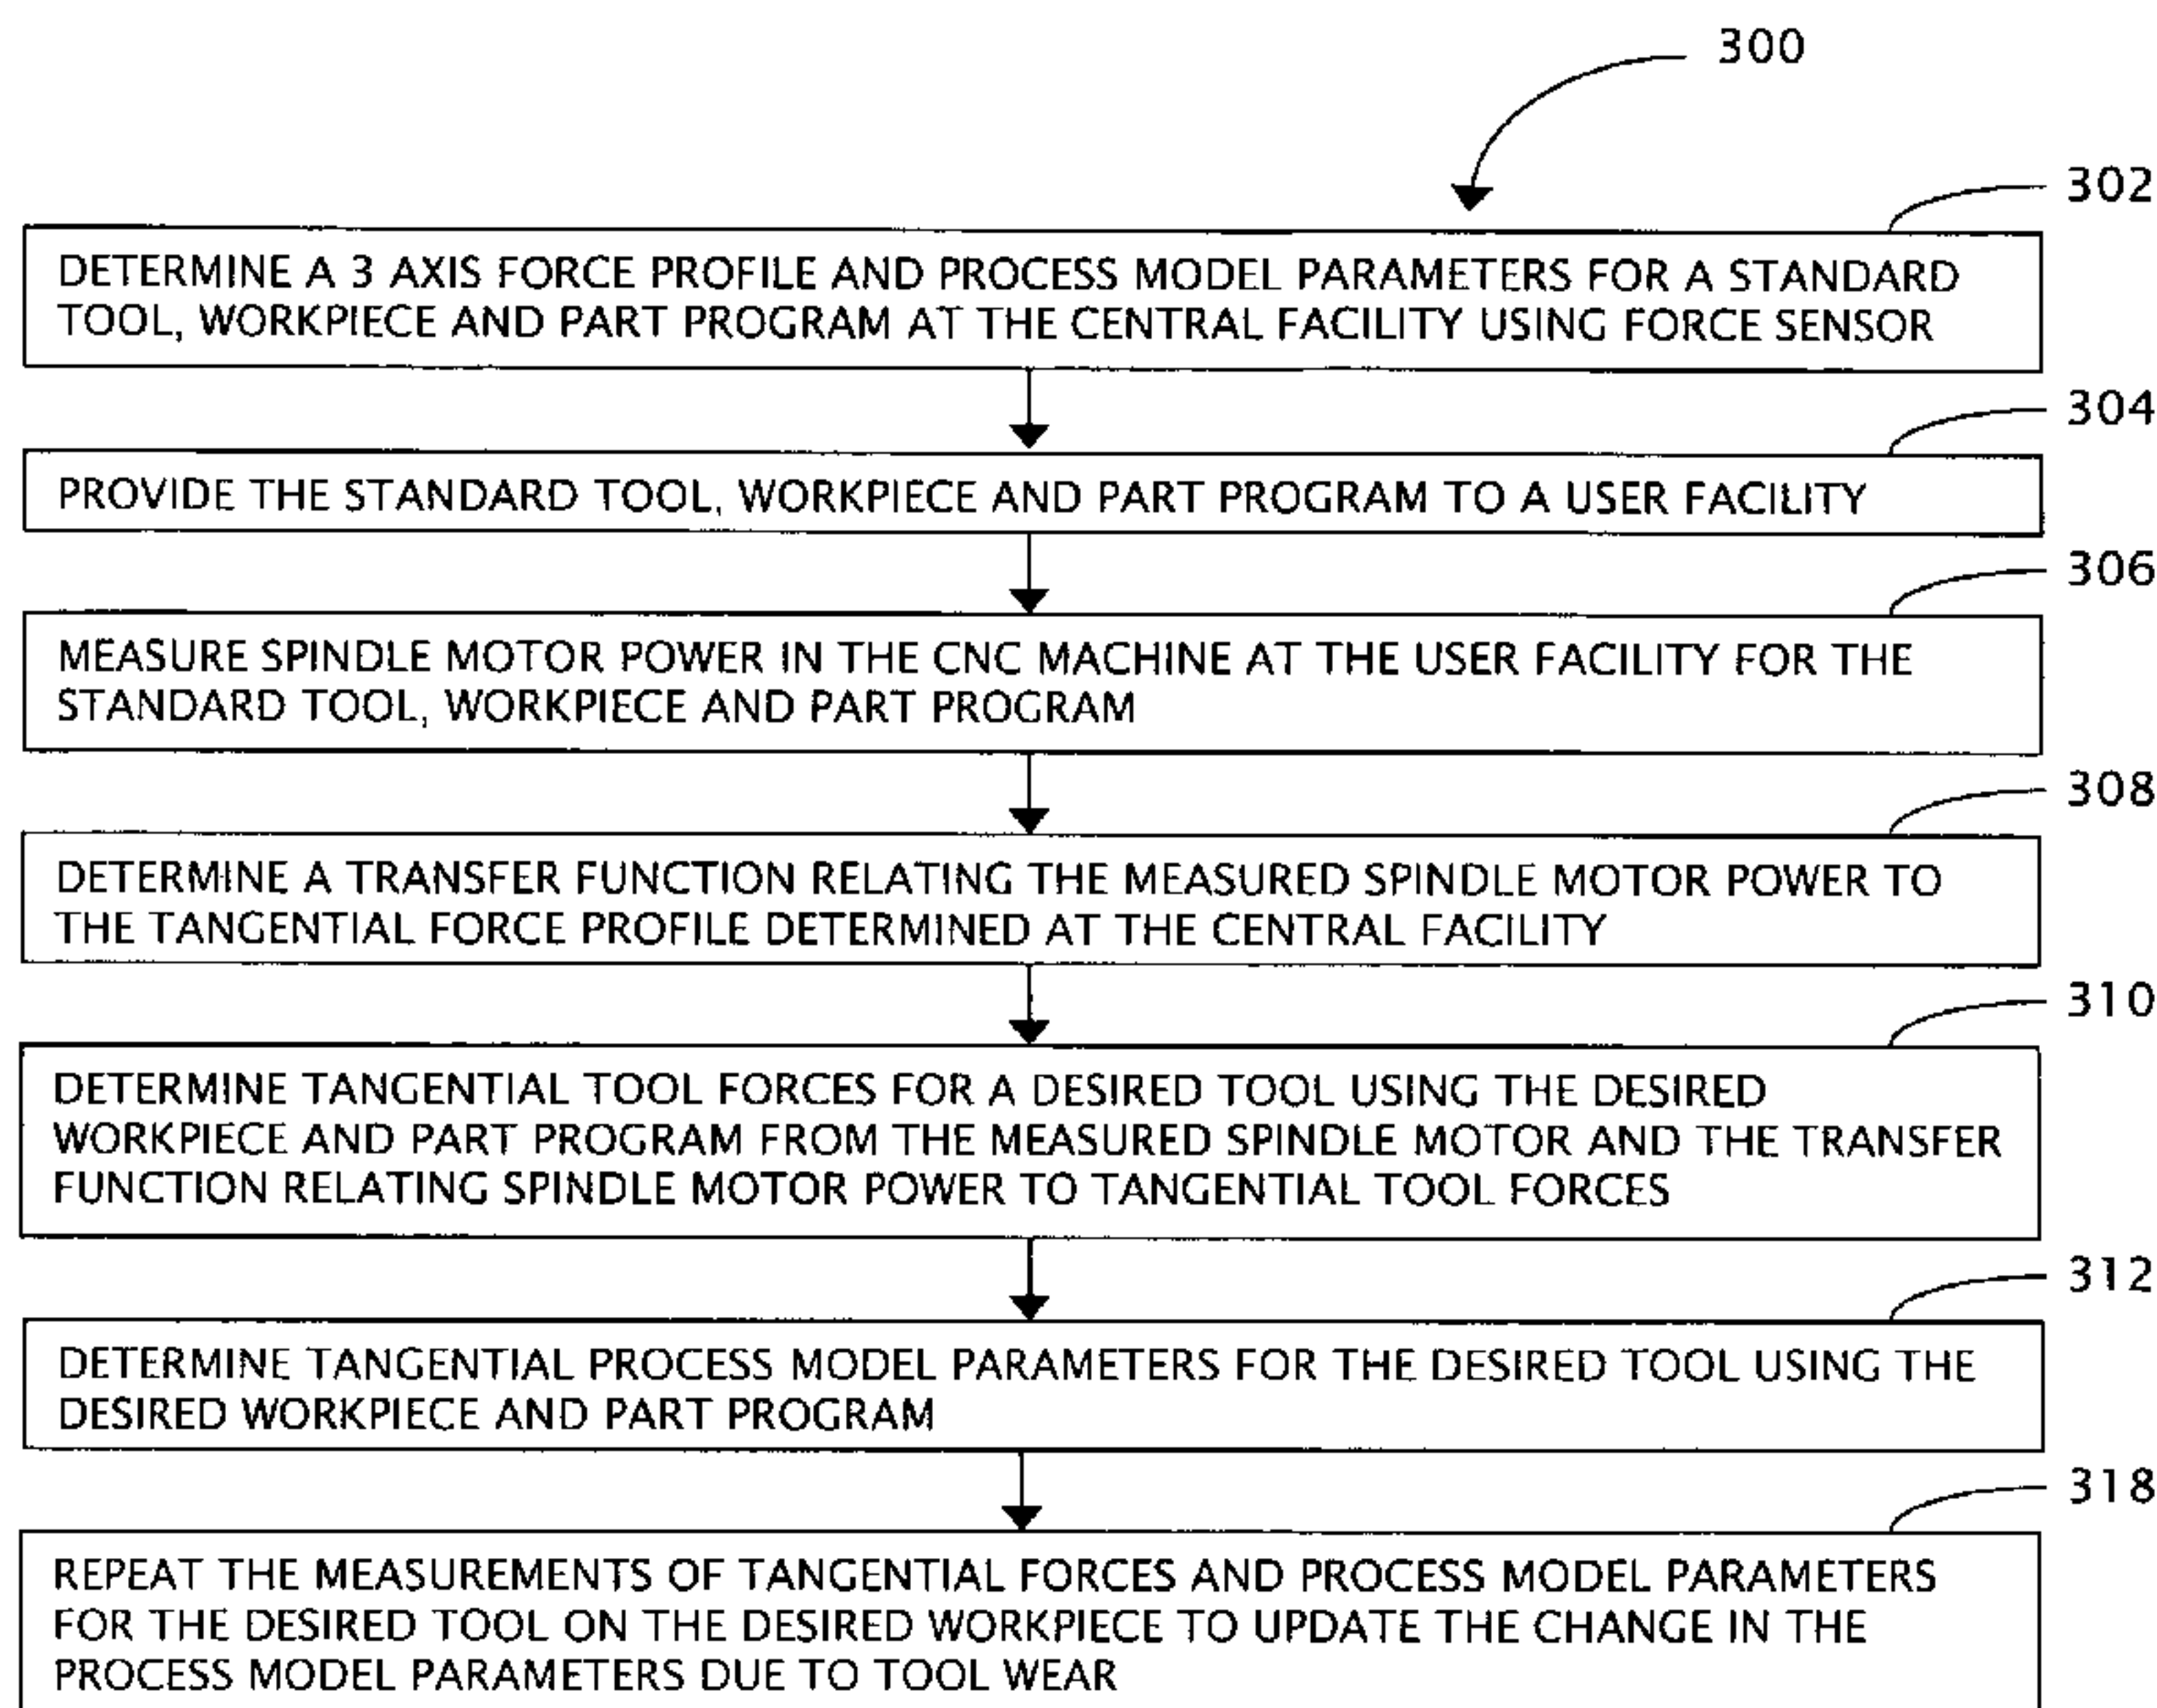 300
302
DETERMINE A 3 AXIS FORCE PROFILE AND PROCESS MODEL PARAMETERS FOR A STANDARD
TOOL, WORKPIECE AND PART PROGRAM AT THE CENTRAL FACILITY USING FORCE SENSOR
304
PROVIDE THE STANDARD TOOL, WORKPIECE AND PART PROGRAM TO A USER FACILITY
306
MEASURE SPINDLE MOTOR POWER IN THE CNC MACHINE AT THE USER FACILITY FOR THE
STANDARD TOOL, WORKPIECE AND PART PROGRAM
308
DETERMINE A TRANSFER FUNCTION RELATING THE MEASURED SPINDLE MOTOR POWER TO
THE TANGENTIAL FORCE PROFILE DETERMINED AT THE CENTRAL FACILITY
310
DETERMINE TANGENTIAL TOOL FORCES FOR A DESIRED TOOL USING THE DESIRED
WORKPIECE AND PART PROGRAM FROM THE MEASURED SPINDLE MOTOR AND THE TRANSFER
FUNCTION RELATING SPINDLE MOTOR POWER TO TANGENTIAL TOOL FORCES
312
DETERMINE TANGENTIAL PROCESS MODEL PARAMETERS FOR THE DESIRED TOOL USING THE
DESIRED WORKPIECE AND PART PROGRAM
318
REPEAT THE MEASUREMENTS OF TANGENTIAL FORCES AND PROCESS MODEL PARAMETERS
FOR THE DESIRED TOOL ON THE DESIRED WORKPIECE TO UPDATE THE CHANGE IN THE
PROCESS MODEL PARAMETERS DUE TO TOOL WEAR